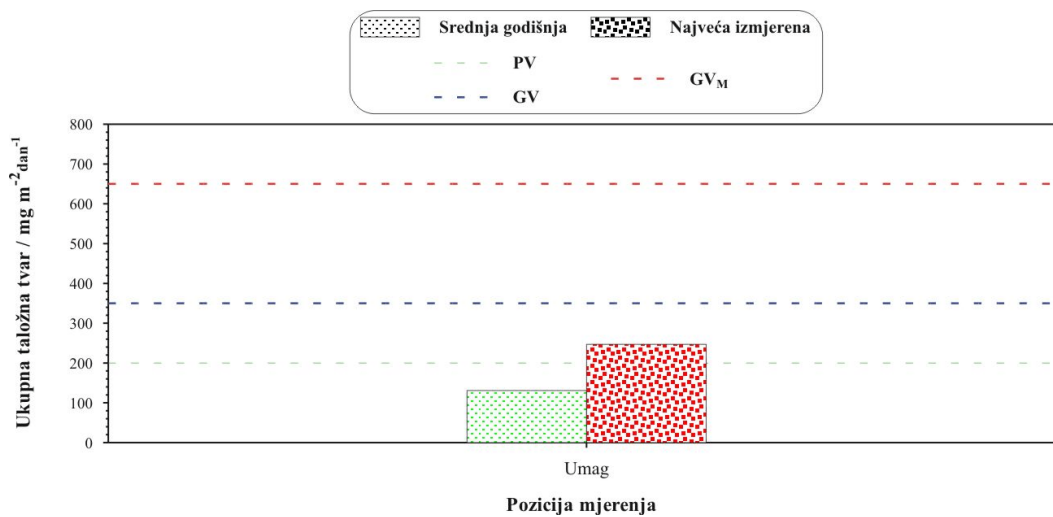 Srednja godišnja
Najveća izmjerena
PV
GV
GV_M
800
700
600
500
400
300
200
100
0
Ukupna taložna tvar / mg m⁻²dan⁻¹
Umag
Pozicija mjerenja